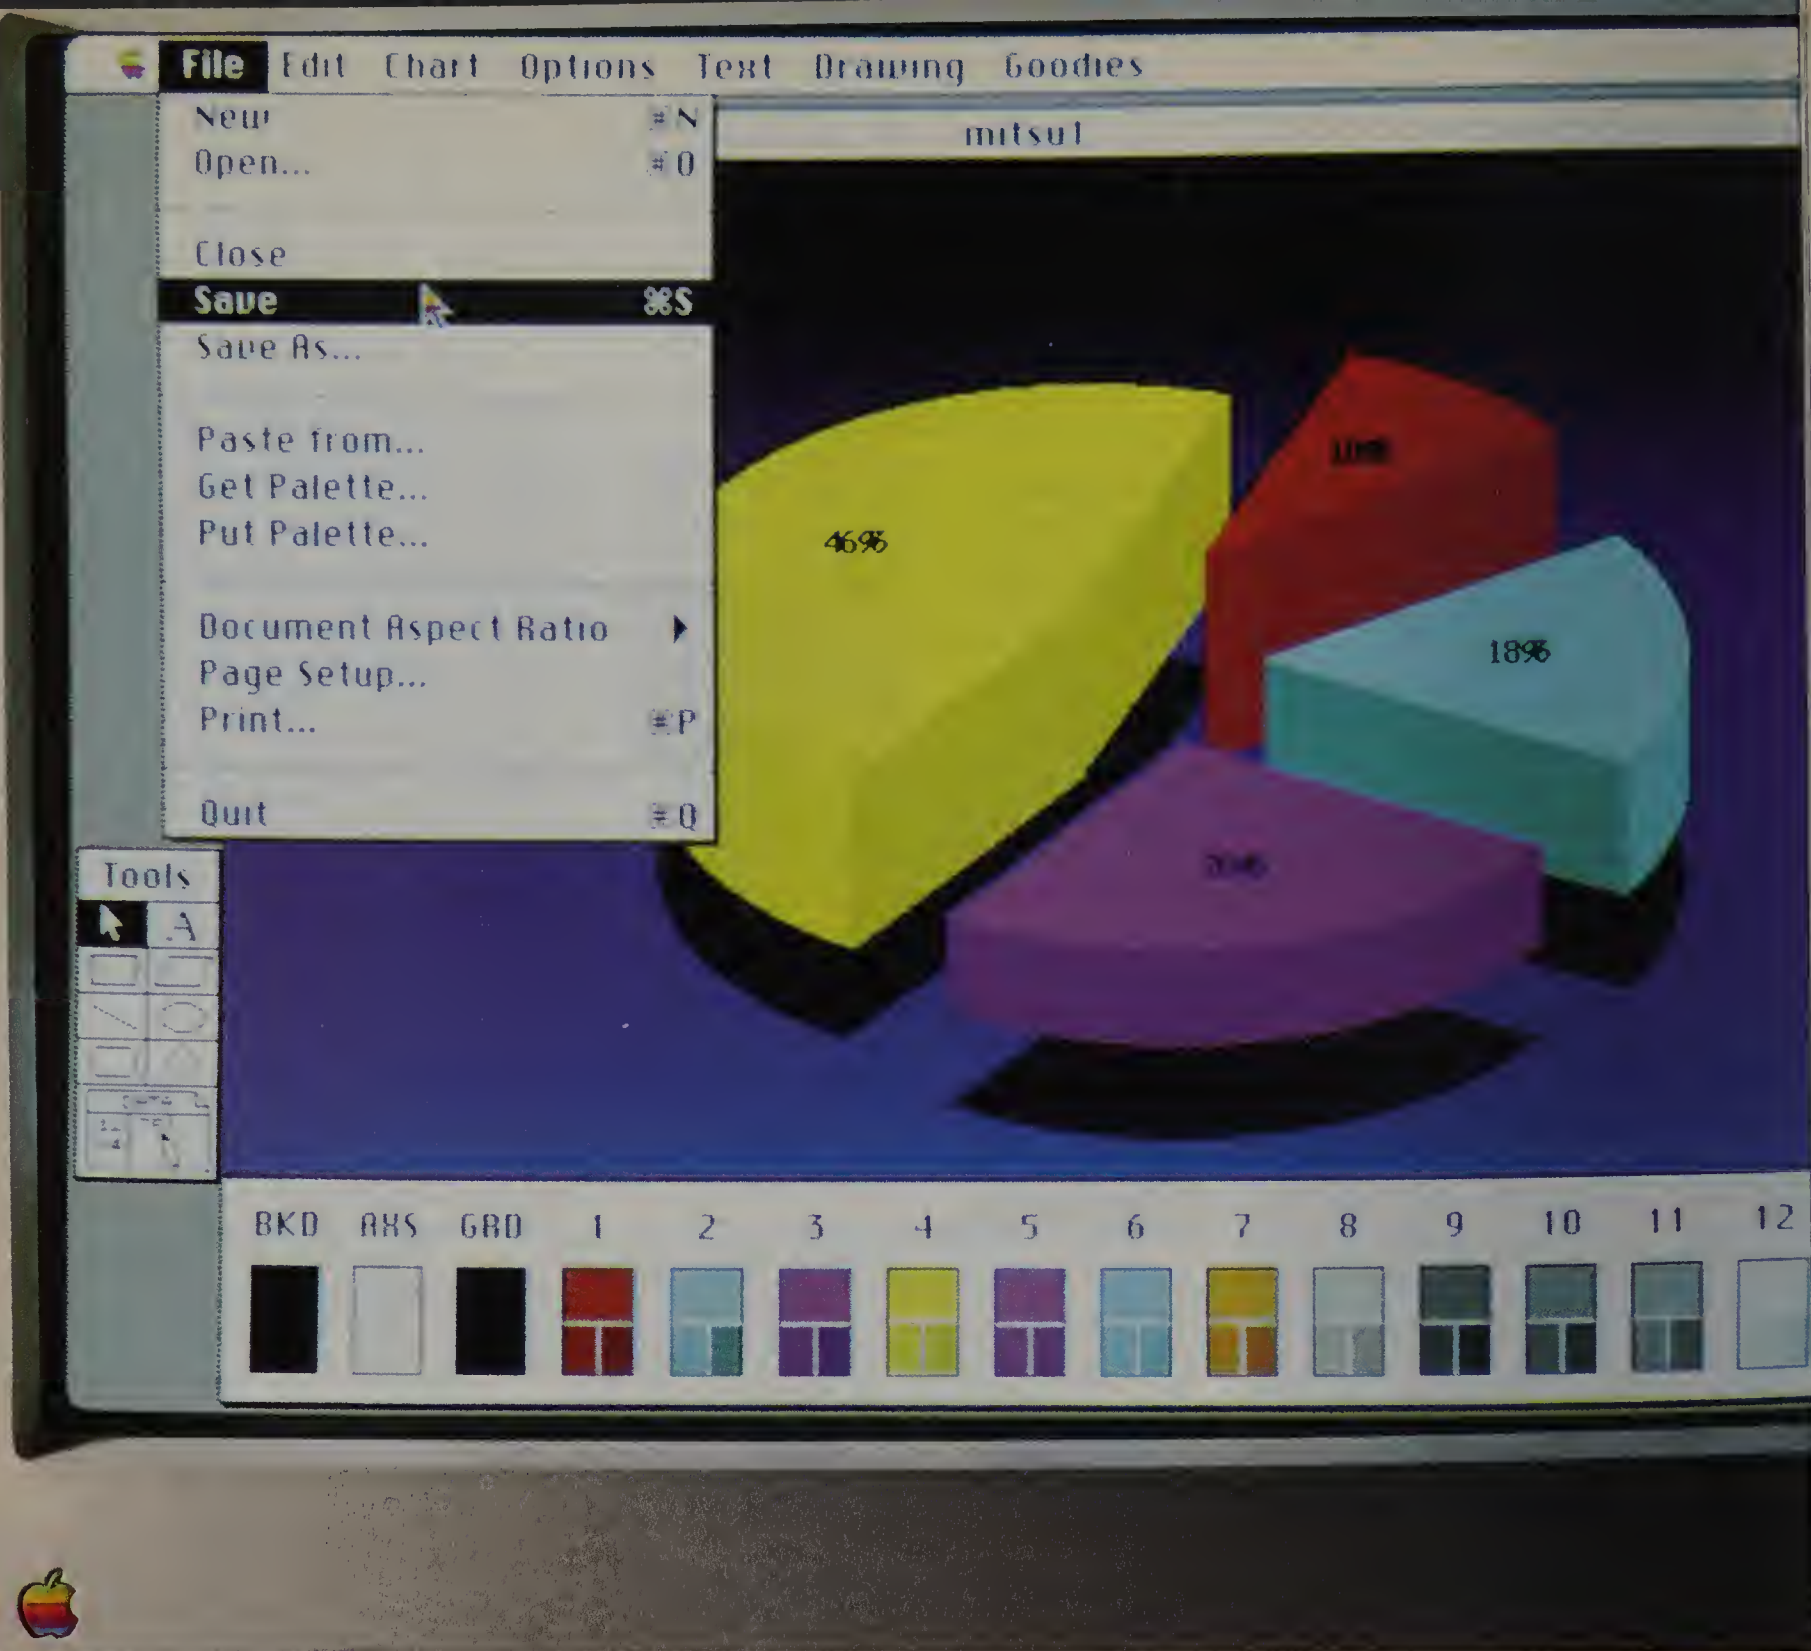 File Edit Chart Options Text Drawing Goodies
mitsui
New ⌘N
Open... ⌘O
Close
Save ⌘S
Save As...
Paste from...
Get Palette...
Put Palette...
Document Aspect Ratio ▶
Page Setup...
Print... ⌘P
Quit ⌘Q
46%
18%
Tools
A
BKD AXS GRD 1 2 3 4 5 6 7 8 9 10 11 12